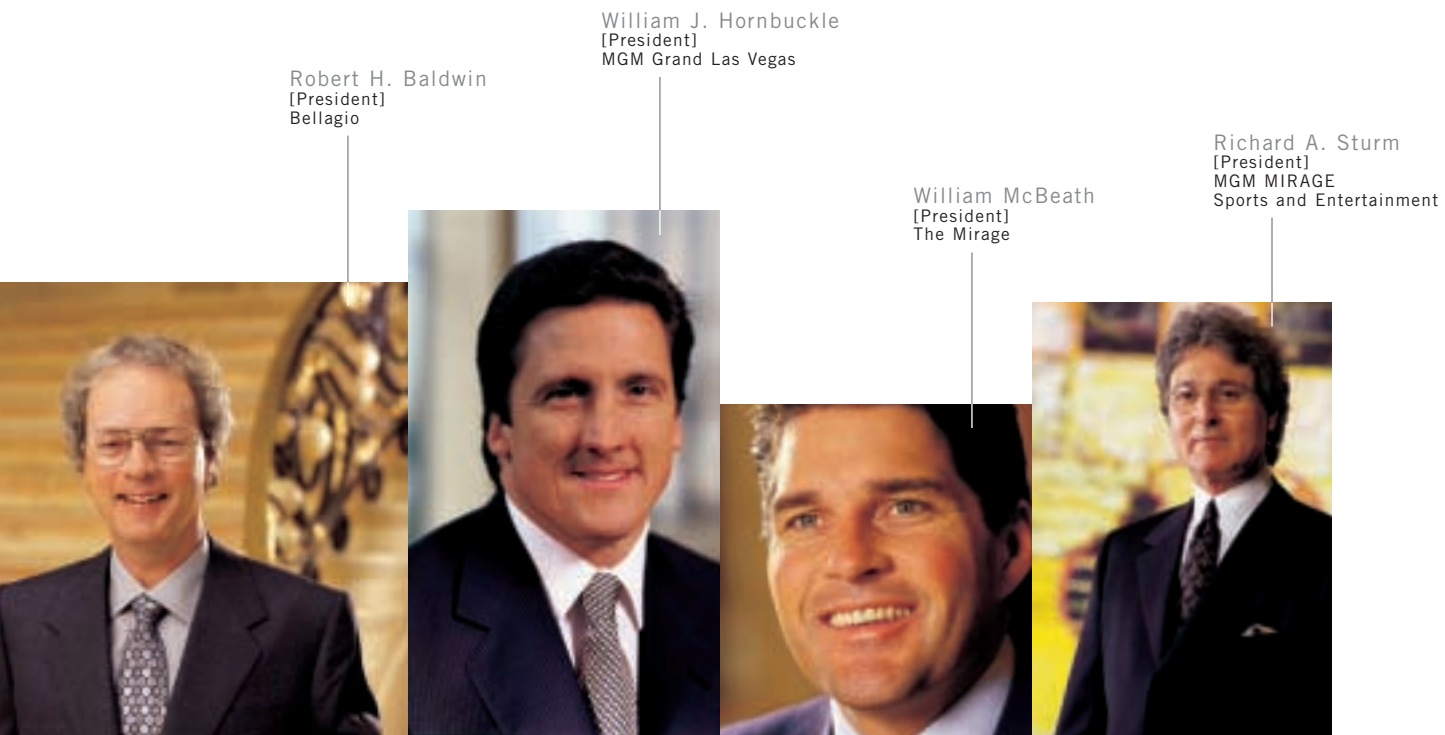 Robert H. Baldwin
[President]
Bellagio
William J. Hornbuckle
[President]
MGM Grand Las Vegas
William McBeath
[President]
The Mirage
Richard A. Sturm
[President]
MGM MIRAGE
Sports and Entertainment